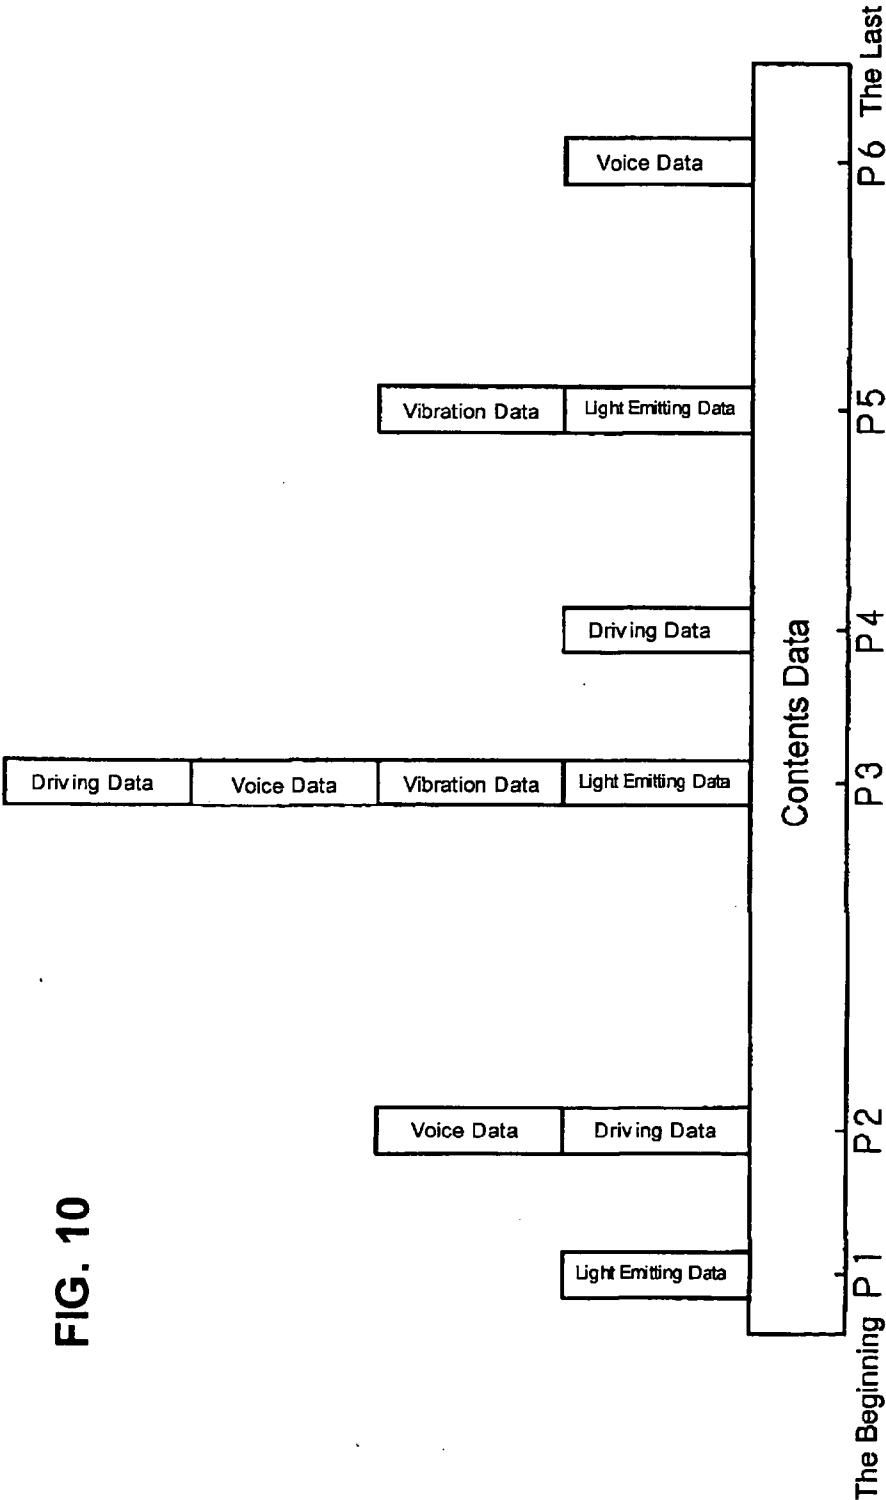 FIG. 10
Voice Data
Vibration Data
Light Emitting Data
Driving Data
Driving Data
Voice Data
Vibration Data
Light Emitting Data
Voice Data
Driving Data
Light Emitting Data
Contents Data
The Beginning P1 P2 P3 P4 P5 P6 The Last